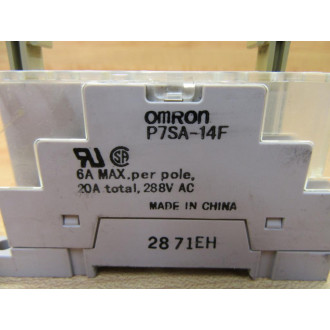 omron
P7SA-14F
6A MAX.per pole,
20A total,288V AC
MADE IN CHINA
28 71EH